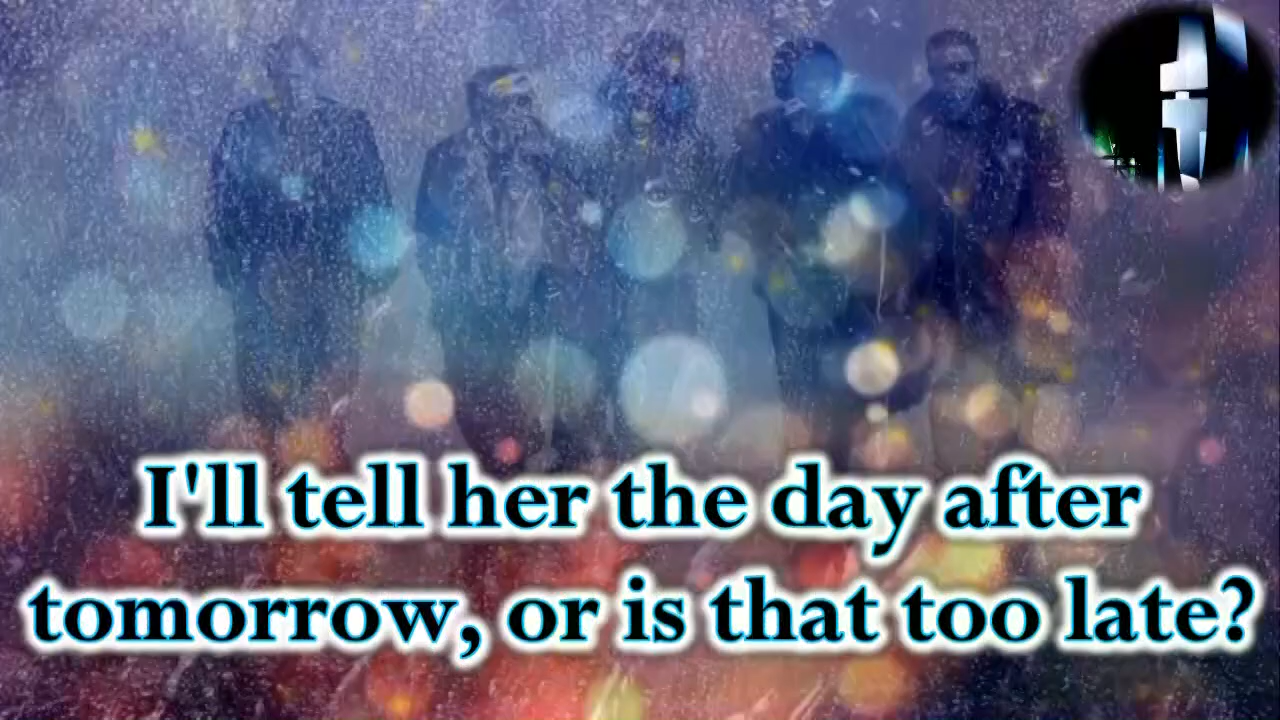 I'll tell her the day after
tomorrow, or is that too late?